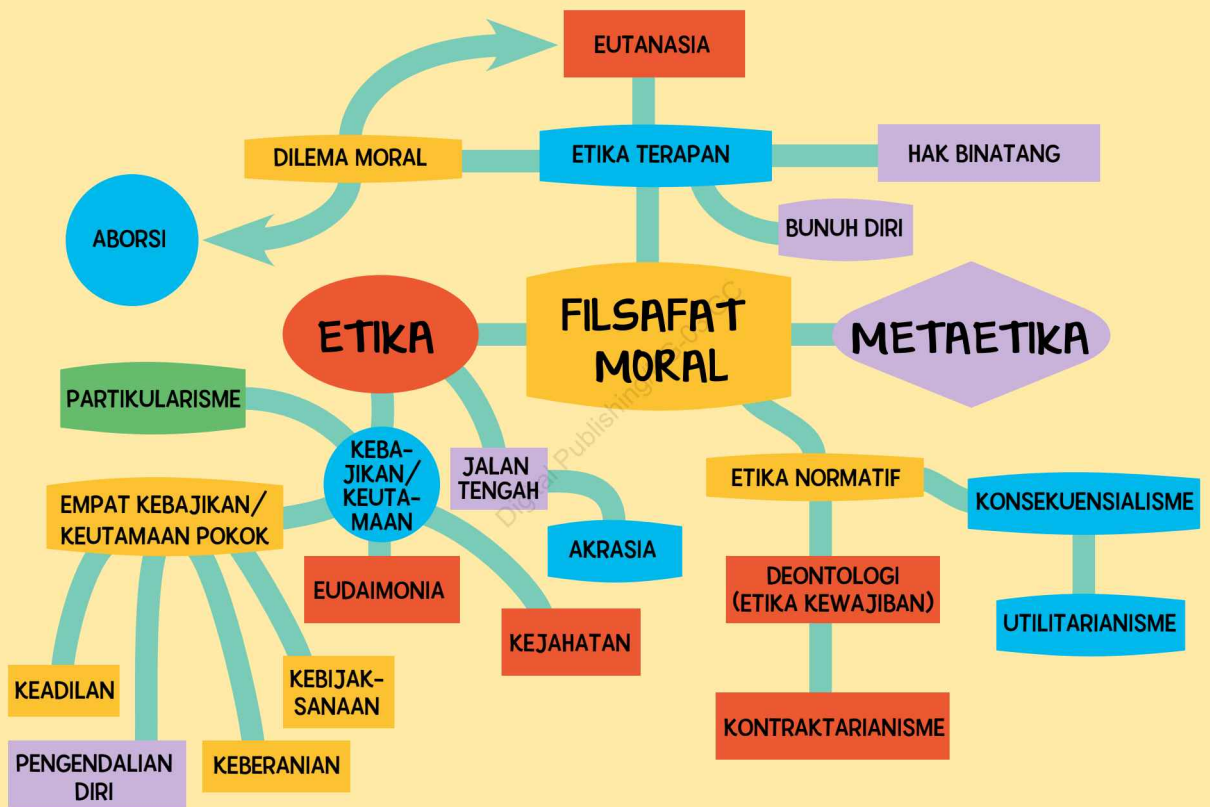 EUTANASIA
DILEMA MORAL
ETIKA TERAPAN
HAK BINATANG
ABORSI
BUNUH DIRI
ETIKA
FILSAFAT
MORAL
METAETIKA
PARTIKULARISME
KEBA-
JIKAN/
KEUTA-
MAAN
JALAN
TENGAH
ETIKA NORMATIF
KONSEKUENSIALISME
EMPAT KEBAJIKAN/
KEUTAMAAN POKOK
AKRASIA
EUDAIMONIA
DEONTOLOGI
(ETIKA KEWAJIBAN)
UTILITARIANISME
KEJAHATAN
KEADILAN
KEBIJAK-
SANAAN
KONTRAKTARIANISME
PENGENDALIAN
DIRI
KEBERANIAN